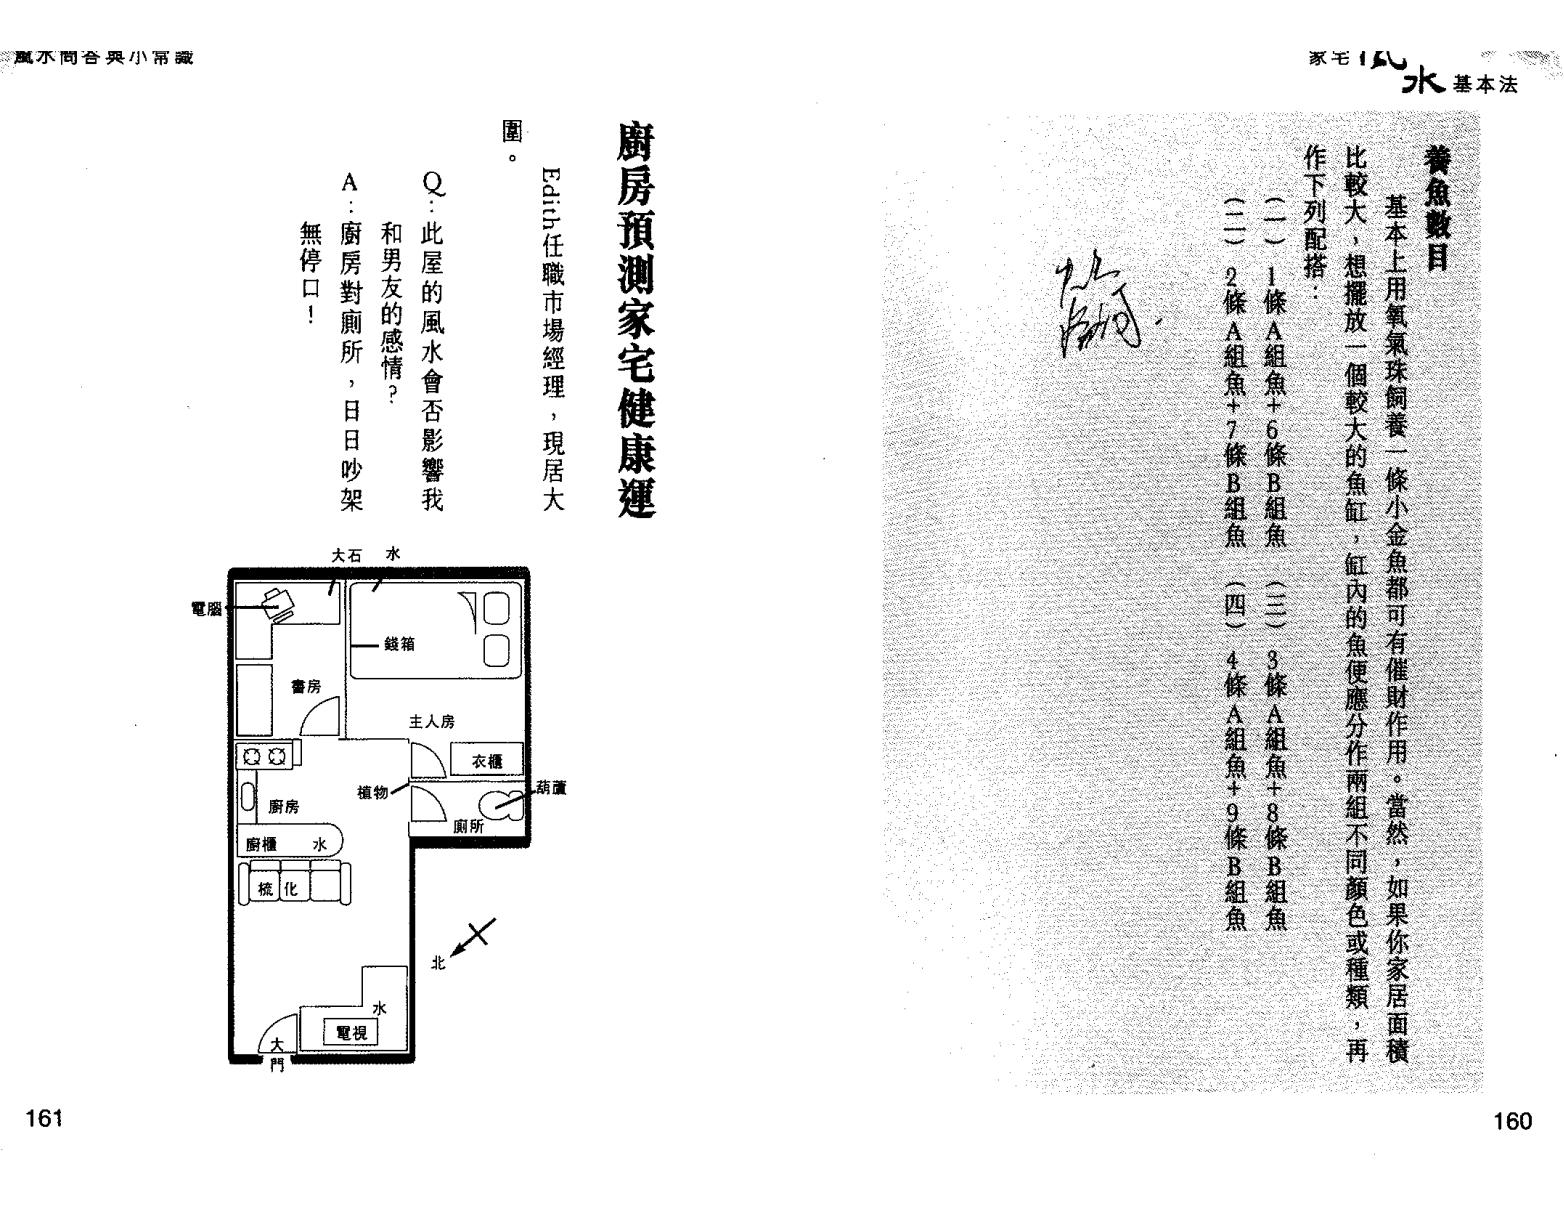 家宅風水基本法
養魚數目
基本上用氧氣珠飼養一條小金魚都可有催財作用。當然，如果你家居面積
比較大，想擺放一個較大的魚缸，缸內的魚便應分作兩組不同顏色或種類，再
作下列配搭：
（一）1條A組魚+6條B組魚　（三）3條A組魚+8條B組魚
（二）2條A組魚+7條B組魚　（四）4條A組魚+9條B組魚
160
風水問答與小常識
廚房預測家宅健康運
Edith任職市場經理，現居大
圍。
Q：此屋的風水會否影響我
和男友的感情？
A：廚房對廁所，日日吵架
無停口！
大石
水
電腦
錢箱
書房
主人房
衣櫃
植物
葫蘆
廚房
廁所
廚櫃
水
梳化
北
水
電視
大門
161